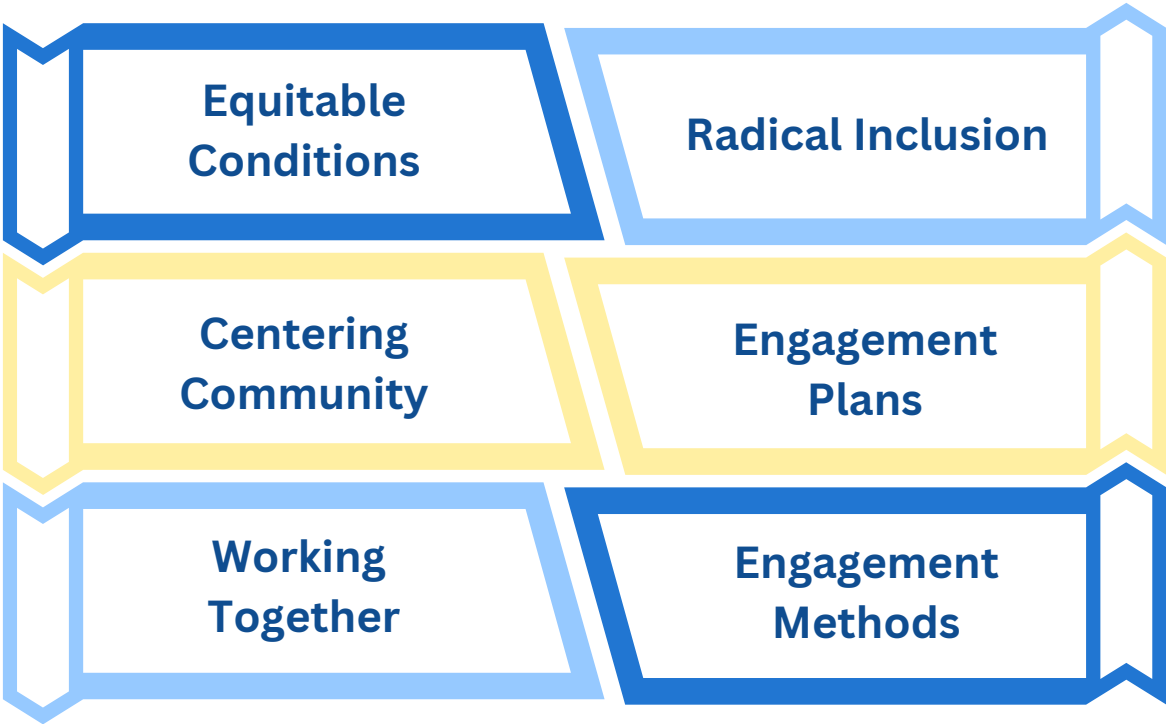 Equitable
Conditions
Radical Inclusion
Centering
Community
Engagement
Plans
Working
Together
Engagement
Methods